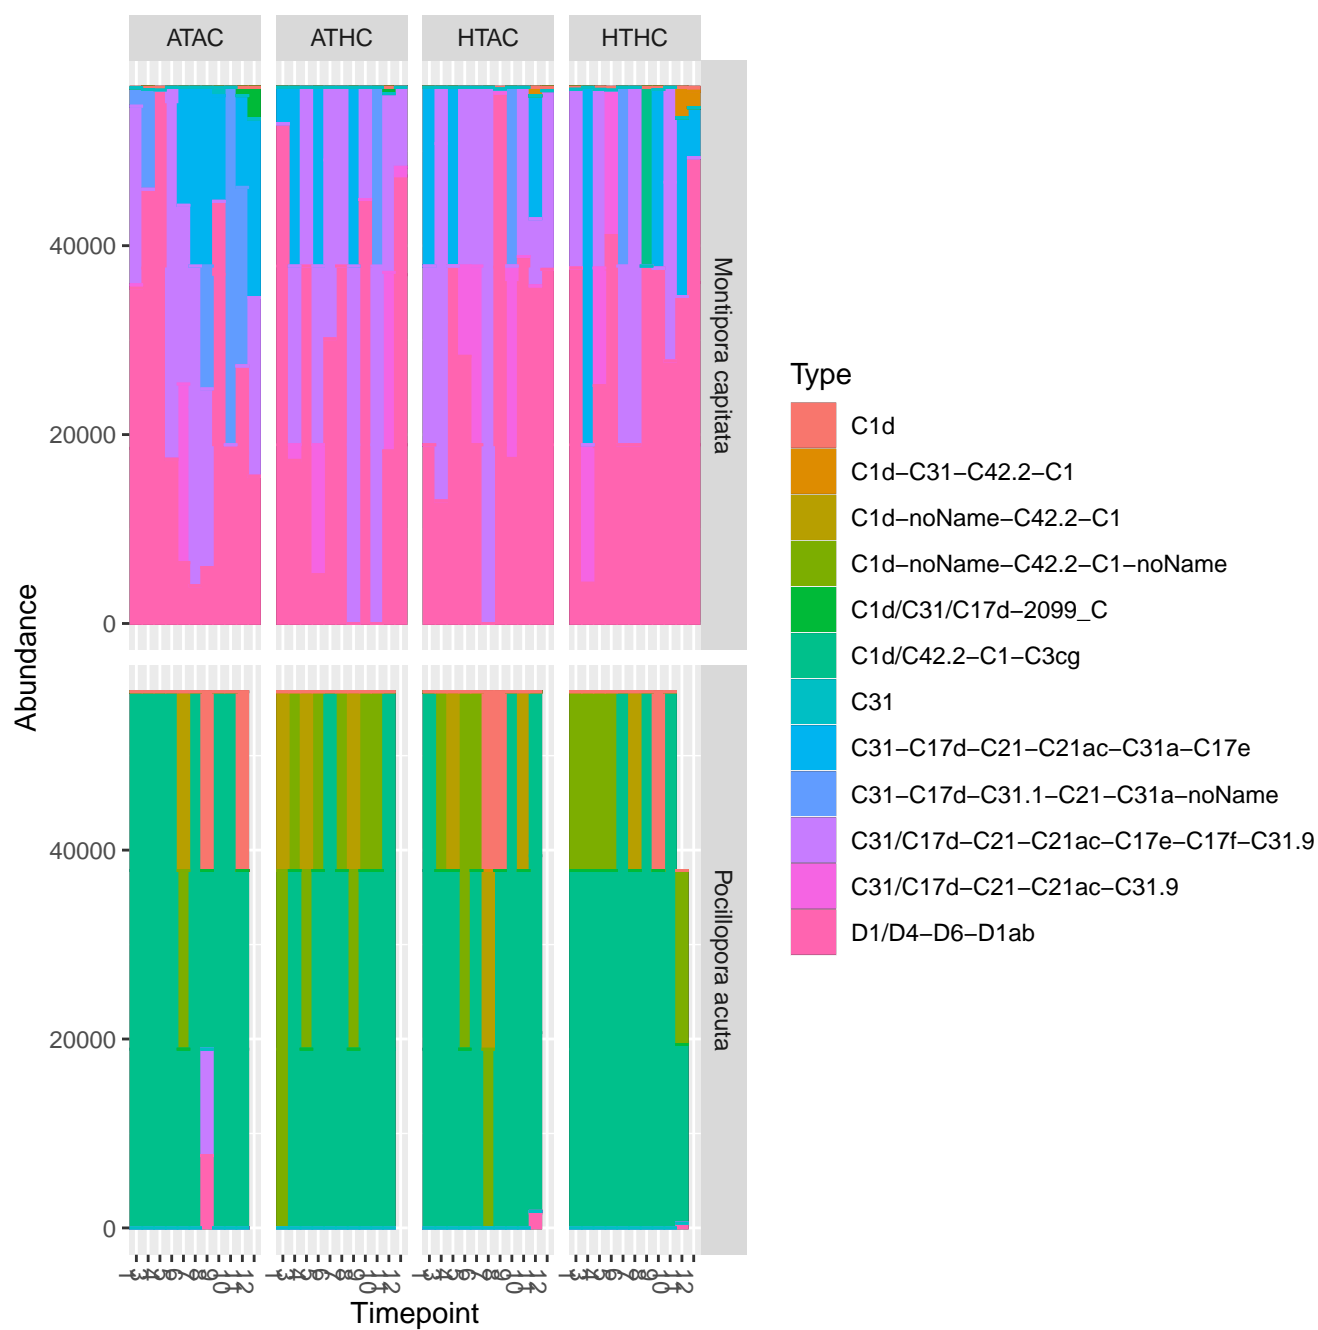 ATAC ATHC HTAC HTHC
40000
20000
0
Montipora capitata
Abundance
40000
20000
0
Pocillopora acuta
Timepoint
Type
C1d
C1d−C31−C42.2−C1
C1d−noName−C42.2−C1
C1d−noName−C42.2−C1−noName
C1d/C31/C17d−2099_C
C1d/C42.2−C1−C3cg
C31
C31−C17d−C21−C21ac−C31a−C17e
C31−C17d−C31.1−C21−C31a−noName
C31/C17d−C21−C21ac−C17e−C17f−C31.9
C31/C17d−C21−C21ac−C31.9
D1/D4−D6−D1ab